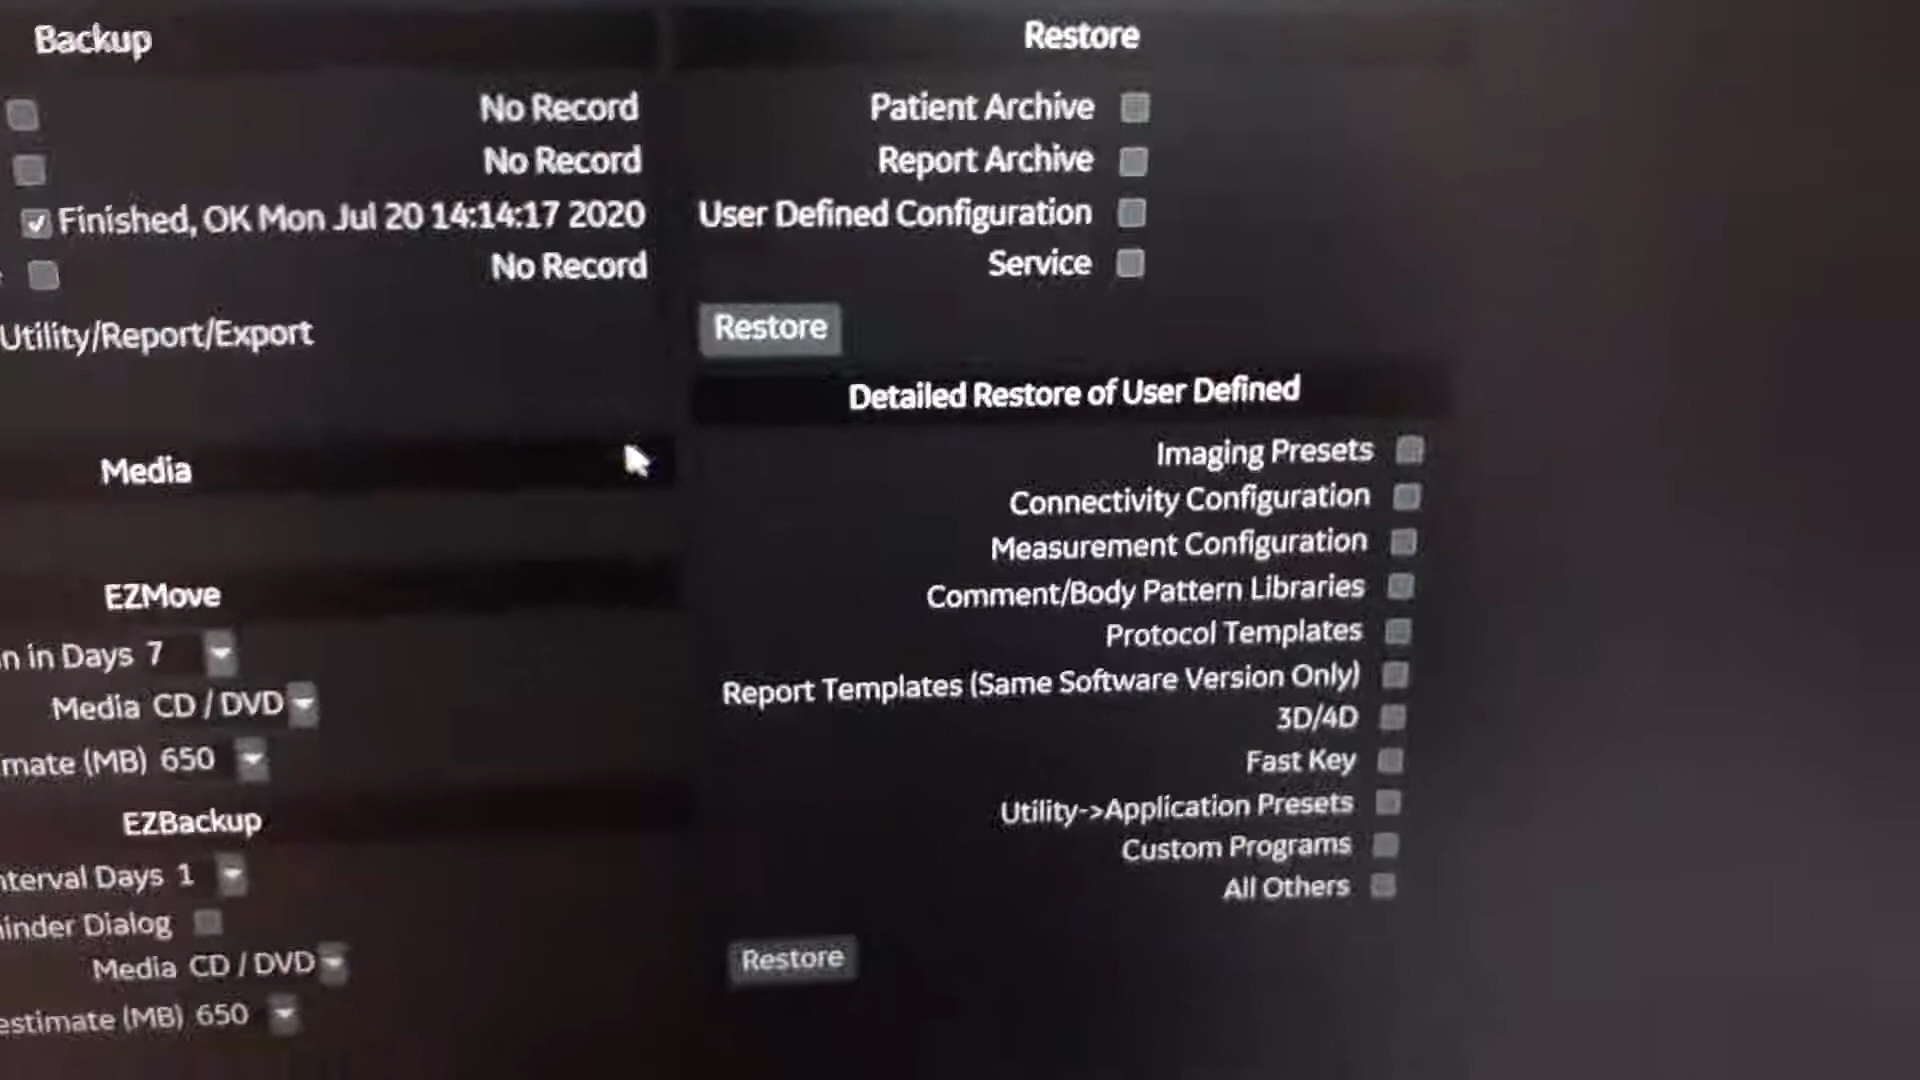 Backup
No Record
No Record
Finished, OK Mon Jul 20 14:14:17 2020
No Record
Utility/Report/Export
Media
EZMove
in Days 7
Media CD / DVD
(MB) 650
EZBackup
Days 1
Dialog
Media CD / DVD
estimate (MB) 650
Restore
Patient Archive
Report Archive
User Defined Configuration
Service
Restore
Detailed Restore of User Defined
Imaging Presets
Connectivity Configuration
Measurement Configuration
Comment/Body Pattern Libraries
Protocol Templates
Report Templates (Same Software Version Only)
3D/4D
Fast Key
Utility->Application Presets
Custom Programs
All Others
Restore